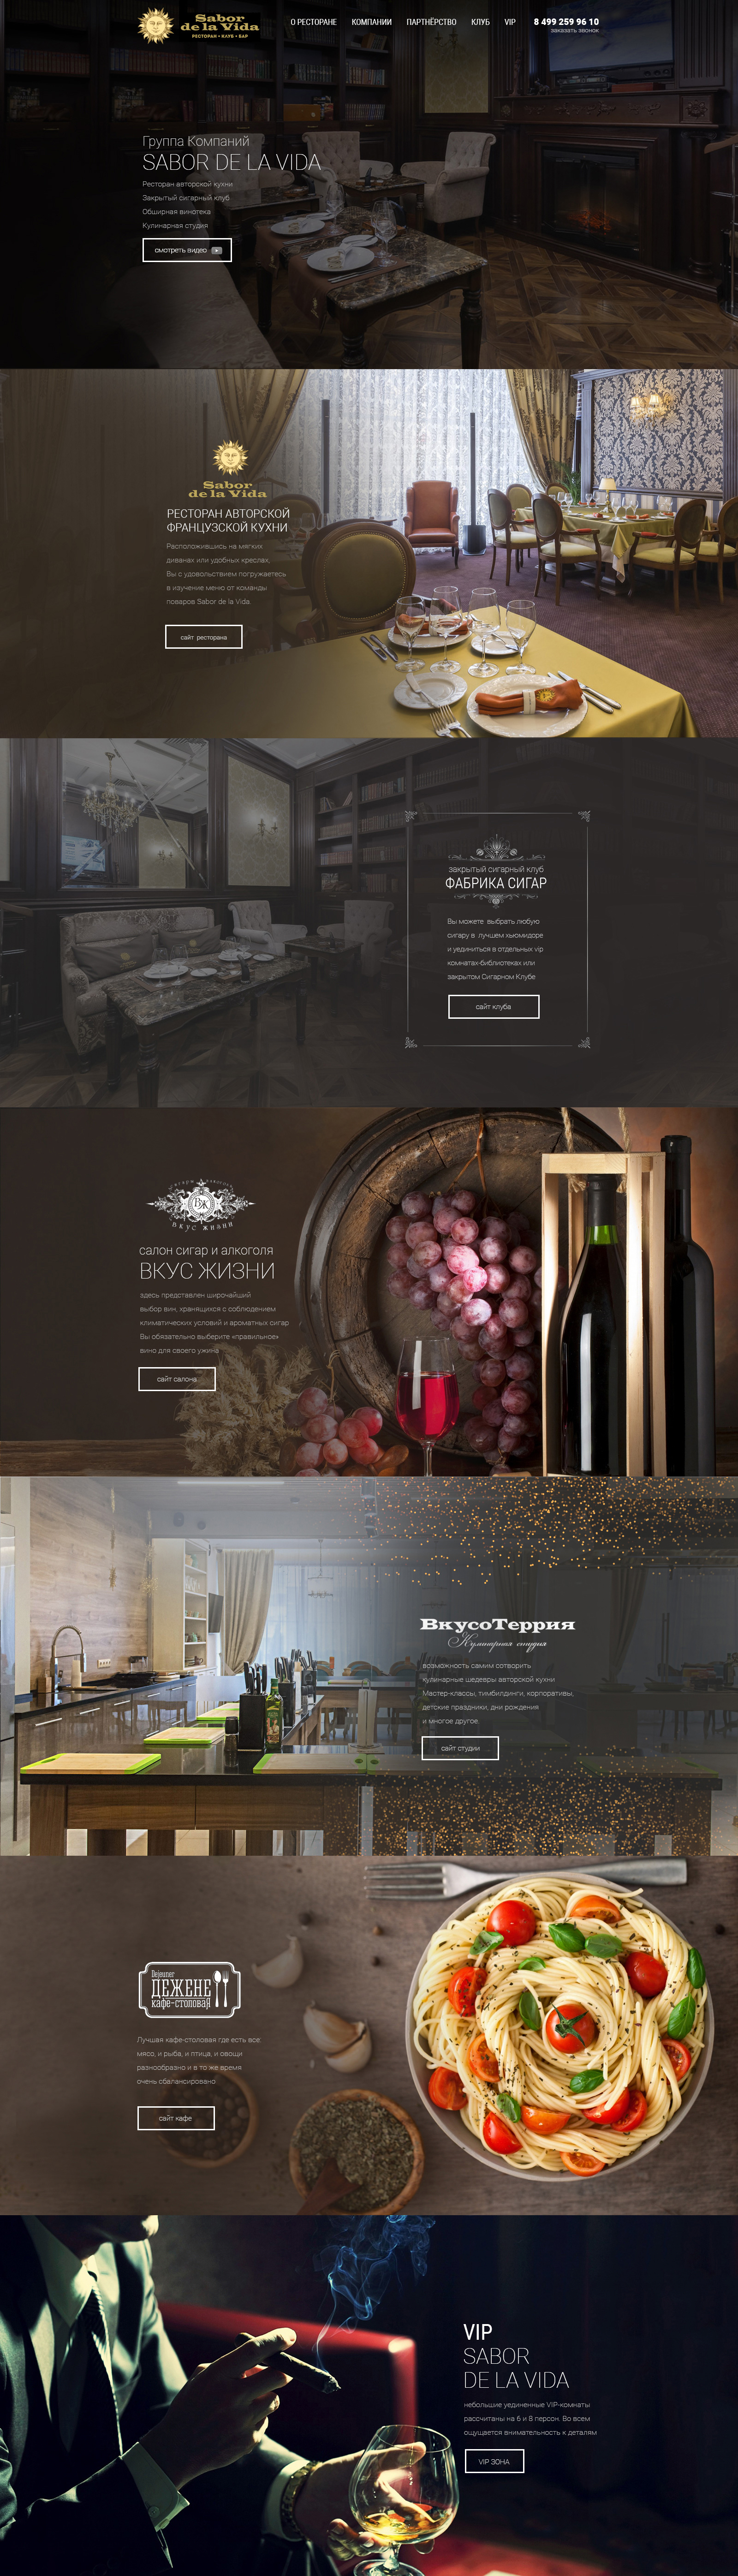 Sabor
de la Vida
РЕСТОРАН • КЛУБ • БАР
О РЕСТОРАНЕ КОМПАНИИ ПАРТНЁРСТВО КЛУБ VIP
8 499 259 96 10
заказать звонок
Группа Компаний
SABOR DE LA VIDA
Ресторан авторской кухни
Закрытый сигарный клуб
Обширная винотека
Кулинарная студия
смотреть видео
Sabor
de la Vida
РЕСТОРАН АВТОРСКОЙ
ФРАНЦУЗСКОЙ КУХНИ
Расположившись на мягких
диванах или удобных креслах,
Вы с удовольствием погружаетесь
в изучение меню от команды
поваров Sabor de la Vida
сайт ресторана
закрытый сигарный клуб
ФАБРИКА СИГАР
Вы можете выбрать любую
сигару в лучшем хьюмидоре
и уединиться в отдельных vip
комнатах-библиотеках или
закрытом Сигарном Клубе
сайт клуба
ВЖ
ВКУС ЖИЗНИ
салон сигар и алкоголя
ВКУС ЖИЗНИ
здесь представлен широчайший
выбор вин, хранящихся с соблюдением
климатических условий и ароматных сигар
Вы обязательно выберите «правильное»
вино для своего ужина
сайт салона
ВкусоТеррия
Кулинарная студия
возможность самим сотворить
кулинарные шедевры авторской кухни
Мастер-классы, тимбилдинги, корпоративы,
детские праздники, дни рождения
и многое другое.
сайт студии
Dejeuner
ДЕЖЕНЕ
кафе-столовая
Лучшая кафе-столовая где есть все:
мясо, и рыба, и птица, и овощи
разнообразно и в то же время
очень сбалансировано
сайт кафе
VIP
SABOR
DE LA VIDA
небольшие уединенные VIP-комнаты
рассчитаны на 6 и 8 персон. Во всем
ощущается внимательность к деталям
VIP ЗОНА